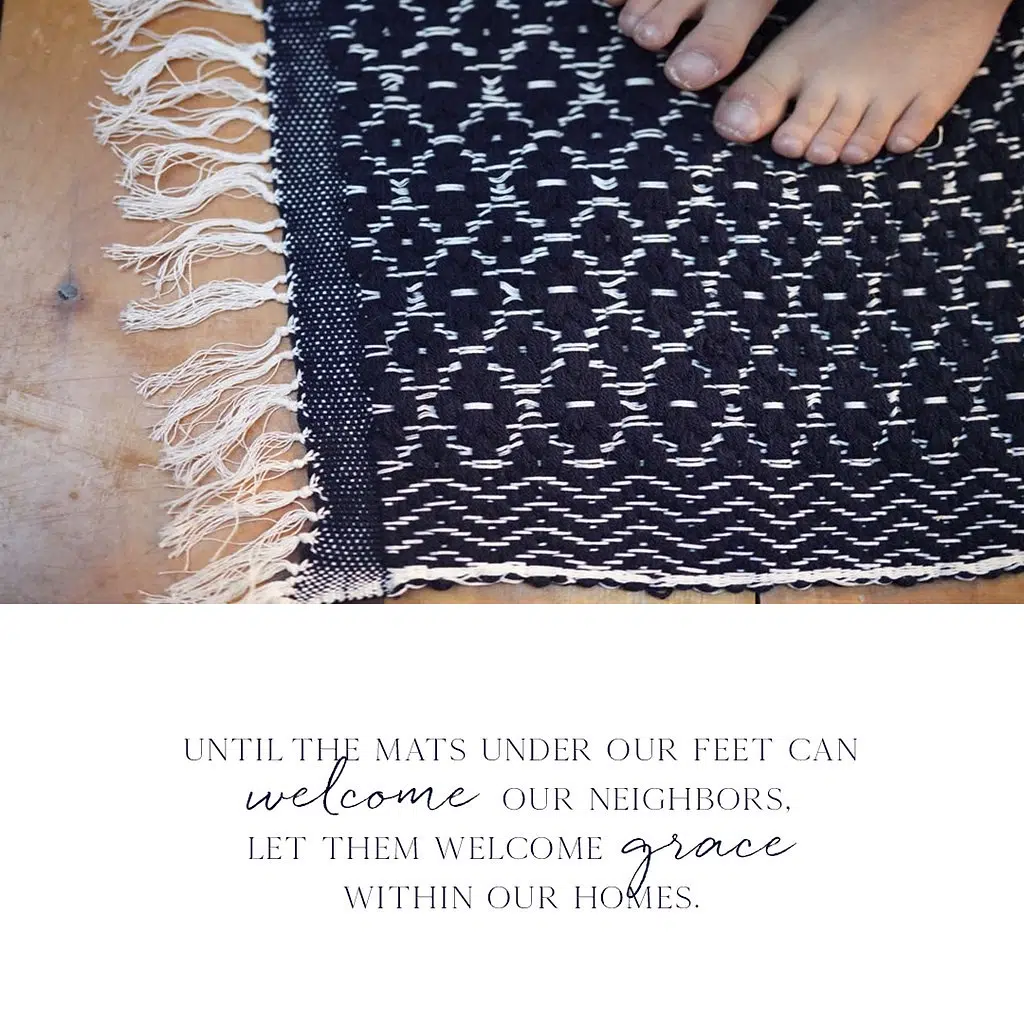 UNTIL THE MATS UNDER OUR FEET CAN
welcome OUR NEIGHBORS,
LET THEM WELCOME grace
WITHIN OUR HOMES.